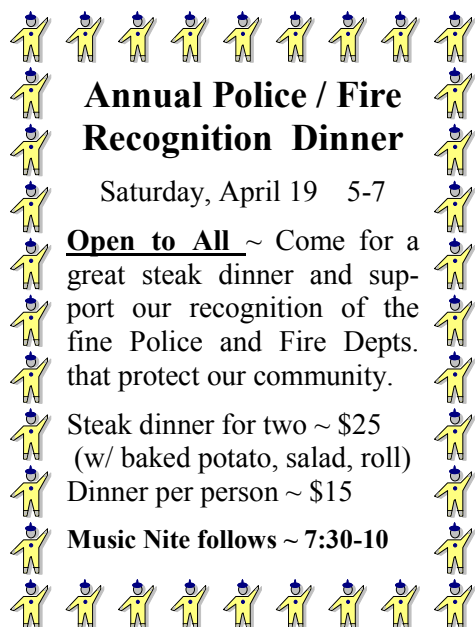 Annual Police / Fire
Recognition Dinner
Saturday, April 19 5-7
Open to All ~ Come for a
great steak dinner and sup-
port our recognition of the
fine Police and Fire Depts.
that protect our community.
Steak dinner for two ~ $25
(w/ baked potato, salad, roll)
Dinner per person ~ $15
Music Nite follows ~ 7:30-10